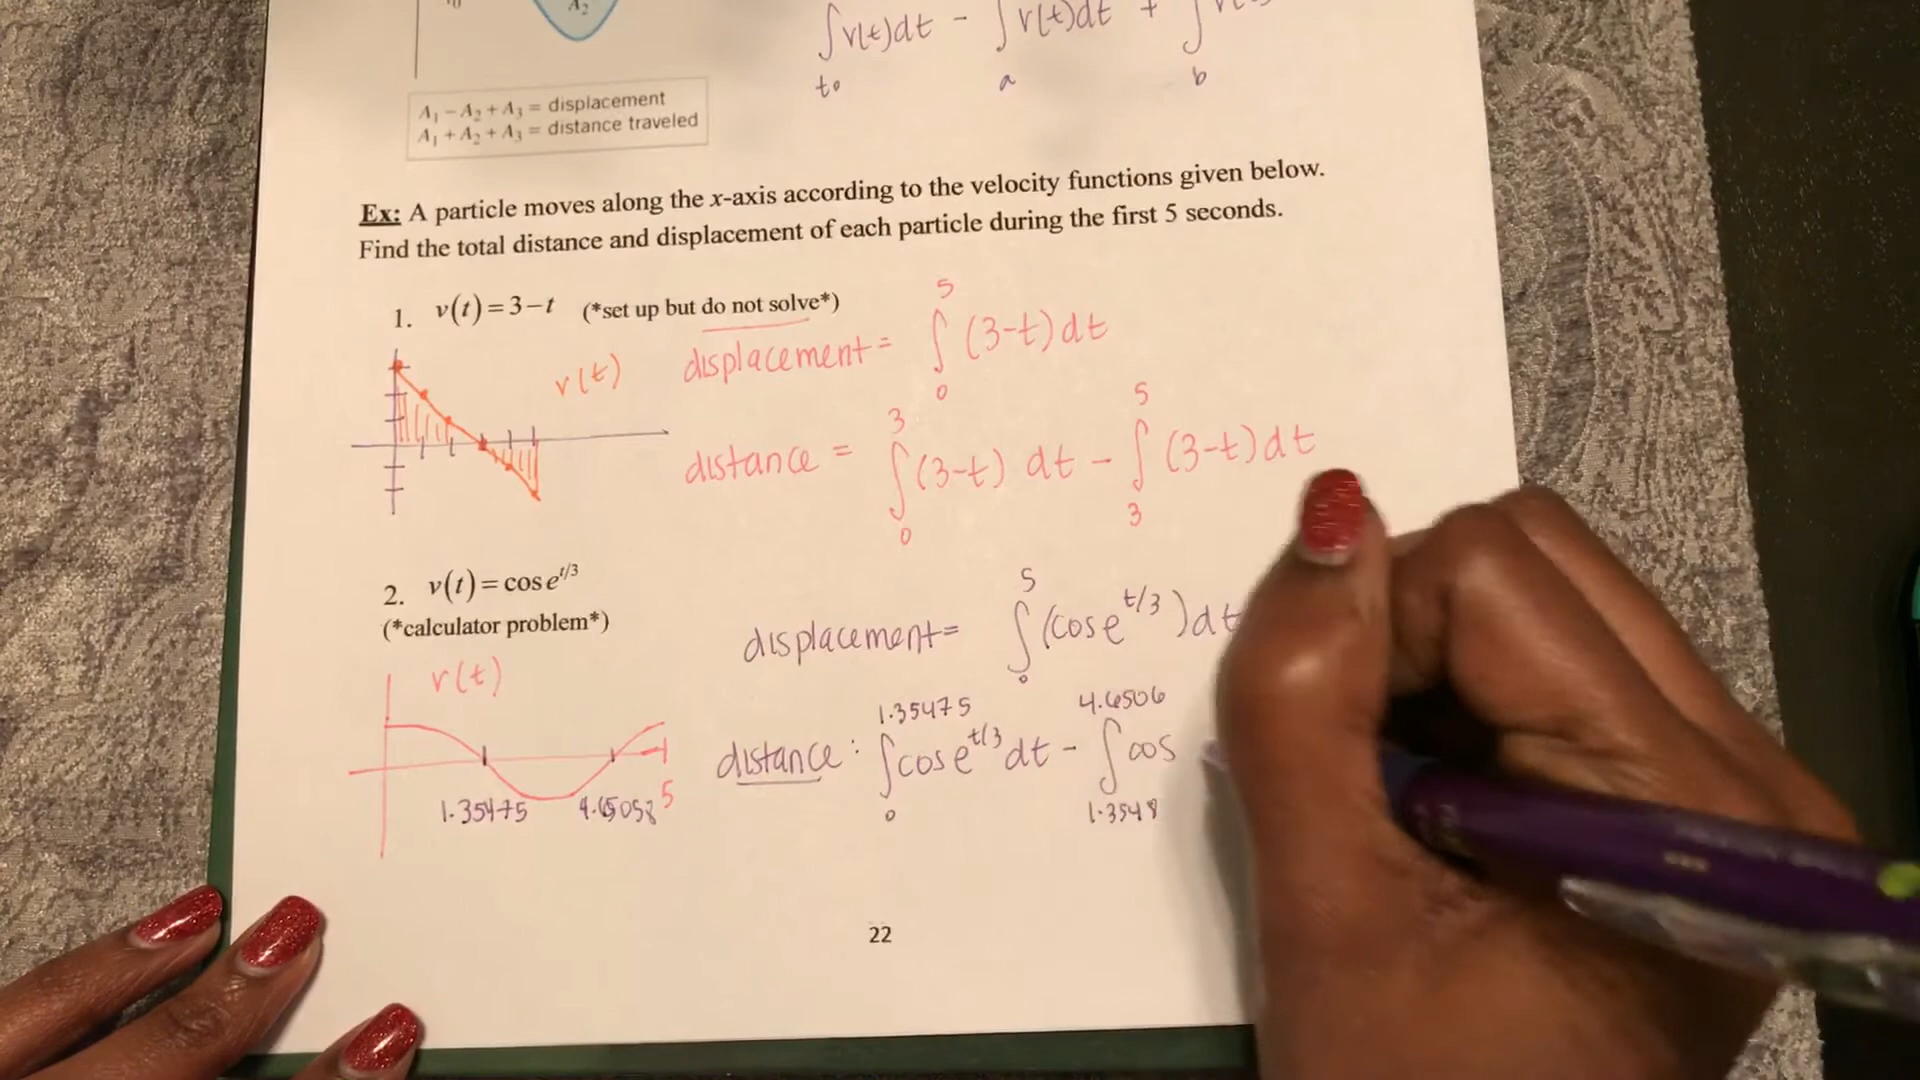 A₂
∫v(t)dt - ∫v(t)dt + ∫
t₀ a b
A₁ − A₂ + A₃ = displacement
A₁ + A₂ + A₃ = distance traveled
Ex: A particle moves along the x-axis according to the velocity functions given below.
Find the total distance and displacement of each particle during the first 5 seconds.
1. v(t) = 3 − t (*set up but do not solve*)
v(t)
displacement = ∫₀⁵ (3-t)dt
distance = ∫₀³ (3-t) dt - ∫₃⁵ (3-t)dt
2. v(t) = cos e^{t/3}
(*calculator problem*)
v(t)
1.35475 4.65058 5
displacement = ∫₀⁵ (cos e^{t/3})dt
distance : ∫₀^{1.35475} cos e^{t/3} dt - ∫_{1.3548}^{4.6506} cos
22